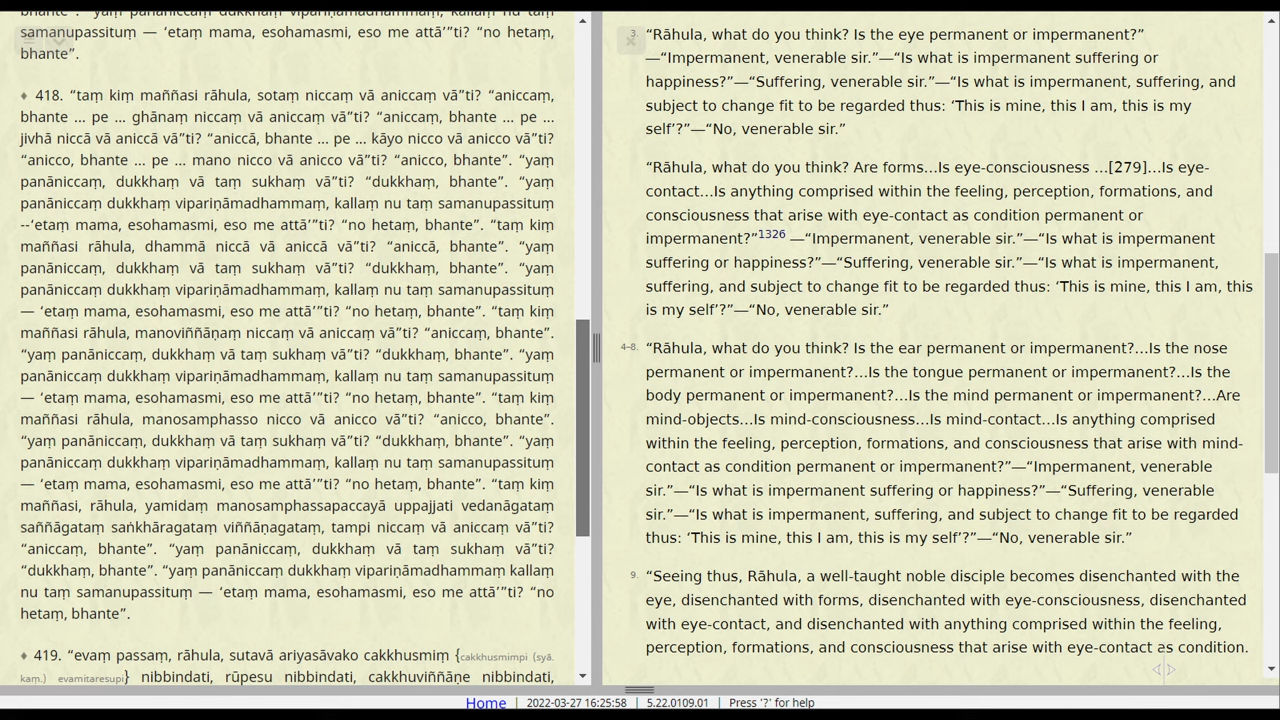 bhante". "yaṃ panāniccaṃ dukkhaṃ vipariṇāmadhammaṃ, kallaṃ nu taṃ
samanupassituṃ — 'etaṃ mama, esohamasmi, eso me attā'"ti? "no hetaṃ,
bhante".
♦ 418. "taṃ kiṃ maññasi rāhula, sotaṃ niccaṃ vā aniccaṃ vā"ti? "aniccaṃ,
bhante ... pe ... ghānaṃ niccaṃ vā aniccaṃ vā"ti? "aniccaṃ, bhante ... pe ...
jivhā niccā vā aniccā vā"ti? "aniccā, bhante ... pe ... kāyo nicco vā anicco vā"ti?
"anicco, bhante ... pe ... mano nicco vā anicco vā"ti? "anicco, bhante". "yaṃ
panāniccaṃ, dukkhaṃ vā taṃ sukhaṃ vā"ti? "dukkhaṃ, bhante". "yaṃ
panāniccaṃ dukkhaṃ vipariṇāmadhammaṃ, kallaṃ nu taṃ samanupassituṃ
--'etaṃ mama, esohamasmi, eso me attā'"ti? "no hetaṃ, bhante". "taṃ kiṃ
maññasi rāhula, dhammā niccā vā aniccā vā"ti? "aniccā, bhante". "yaṃ
panāniccaṃ, dukkhaṃ vā taṃ sukhaṃ vā"ti? "dukkhaṃ, bhante". "yaṃ
panāniccaṃ dukkhaṃ vipariṇāmadhammaṃ, kallaṃ nu taṃ samanupassituṃ
— 'etaṃ mama, esohamasmi, eso me attā'"ti? "no hetaṃ, bhante". "taṃ kiṃ
maññasi rāhula, manoviññāṇaṃ niccaṃ vā aniccaṃ vā"ti? "aniccaṃ, bhante".
"yaṃ panāniccaṃ, dukkhaṃ vā taṃ sukhaṃ vā"ti? "dukkhaṃ, bhante". "yaṃ
panāniccaṃ dukkhaṃ vipariṇāmadhammaṃ, kallaṃ nu taṃ samanupassituṃ
— 'etaṃ mama, esohamasmi, eso me attā'"ti? "no hetaṃ, bhante". "taṃ kiṃ
maññasi rāhula, manosamphasso nicco vā anicco vā"ti? "anicco, bhante".
"yaṃ panāniccaṃ, dukkhaṃ vā taṃ sukhaṃ vā"ti? "dukkhaṃ, bhante". "yaṃ
panāniccaṃ dukkhaṃ vipariṇāmadhammaṃ, kallaṃ nu taṃ samanupassituṃ
— 'etaṃ mama, esohamasmi, eso me attā'"ti? "no hetaṃ, bhante". "taṃ kiṃ
maññasi, rāhula, yamidaṃ manosamphassapaccayā uppajjati vedanāgataṃ
saññāgataṃ saṅkhāragataṃ viññāṇagataṃ, tampi niccaṃ vā aniccaṃ vā"ti?
"aniccaṃ, bhante". "yaṃ panāniccaṃ, dukkhaṃ vā taṃ sukhaṃ vā"ti?
"dukkhaṃ, bhante". "yaṃ panāniccaṃ dukkhaṃ vipariṇāmadhammaṃ kallaṃ
nu taṃ samanupassituṃ — 'etaṃ mama, esohamasmi, eso me attā'"ti? "no
hetaṃ, bhante".
♦ 419. "evaṃ passaṃ, rāhula, sutavā ariyasāvako cakkhusmiṃ {cakkhusmimpi (syā.
kaṃ.) evamitaresupi} nibbindati, rūpesu nibbindati, cakkhuviññāṇe nibbindati,
3. "Rāhula, what do you think? Is the eye permanent or impermanent?"
—"Impermanent, venerable sir."—"Is what is impermanent suffering or
happiness?"—"Suffering, venerable sir."—"Is what is impermanent, suffering, and
subject to change fit to be regarded thus: 'This is mine, this I am, this is my
self'?"—"No, venerable sir."
"Rāhula, what do you think? Are forms…Is eye-consciousness …[279]…Is eye-
contact…Is anything comprised within the feeling, perception, formations, and
consciousness that arise with eye-contact as condition permanent or
impermanent?"1326 —"Impermanent, venerable sir."—"Is what is impermanent
suffering or happiness?"—"Suffering, venerable sir."—"Is what is impermanent,
suffering, and subject to change fit to be regarded thus: 'This is mine, this I am, this
is my self'?"—"No, venerable sir."
4–8. "Rāhula, what do you think? Is the ear permanent or impermanent?…Is the nose
permanent or impermanent?…Is the tongue permanent or impermanent?…Is the
body permanent or impermanent?…Is the mind permanent or impermanent?…Are
mind-objects…Is mind-consciousness…Is mind-contact…Is anything comprised
within the feeling, perception, formations, and consciousness that arise with mind-
contact as condition permanent or impermanent?"—"Impermanent, venerable
sir."—"Is what is impermanent suffering or happiness?"—"Suffering, venerable
sir."—"Is what is impermanent, suffering, and subject to change fit to be regarded
thus: 'This is mine, this I am, this is my self'?"—"No, venerable sir."
9. "Seeing thus, Rāhula, a well-taught noble disciple becomes disenchanted with the
eye, disenchanted with forms, disenchanted with eye-consciousness, disenchanted
with eye-contact, and disenchanted with anything comprised within the feeling,
perception, formations, and consciousness that arise with eye-contact as condition.
Home | 2022-03-27 16:25:58 | 5.22.0109.01 | Press '?' for help